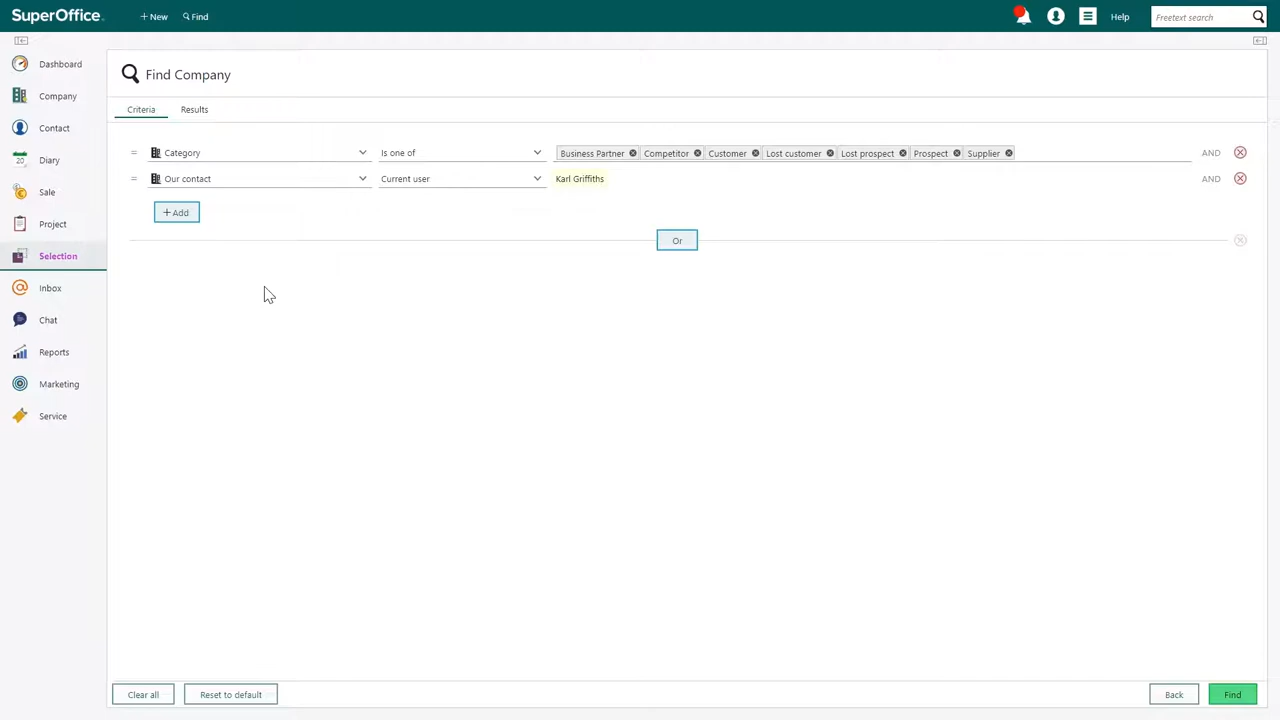 SuperOffice
+ New
Find
Help
Freetext search
Dashboard
Company
Contact
20
Diary
Sale
Project
Selection
Inbox
Chat
Reports
Marketing
Service
Find Company
Criteria
Results
= Category Is one of Business Partner Competitor Customer Lost customer Lost prospect Prospect Supplier AND
= Our contact Current user Karl Griffiths AND
+ Add
Or
Clear all
Reset to default
Back
Find